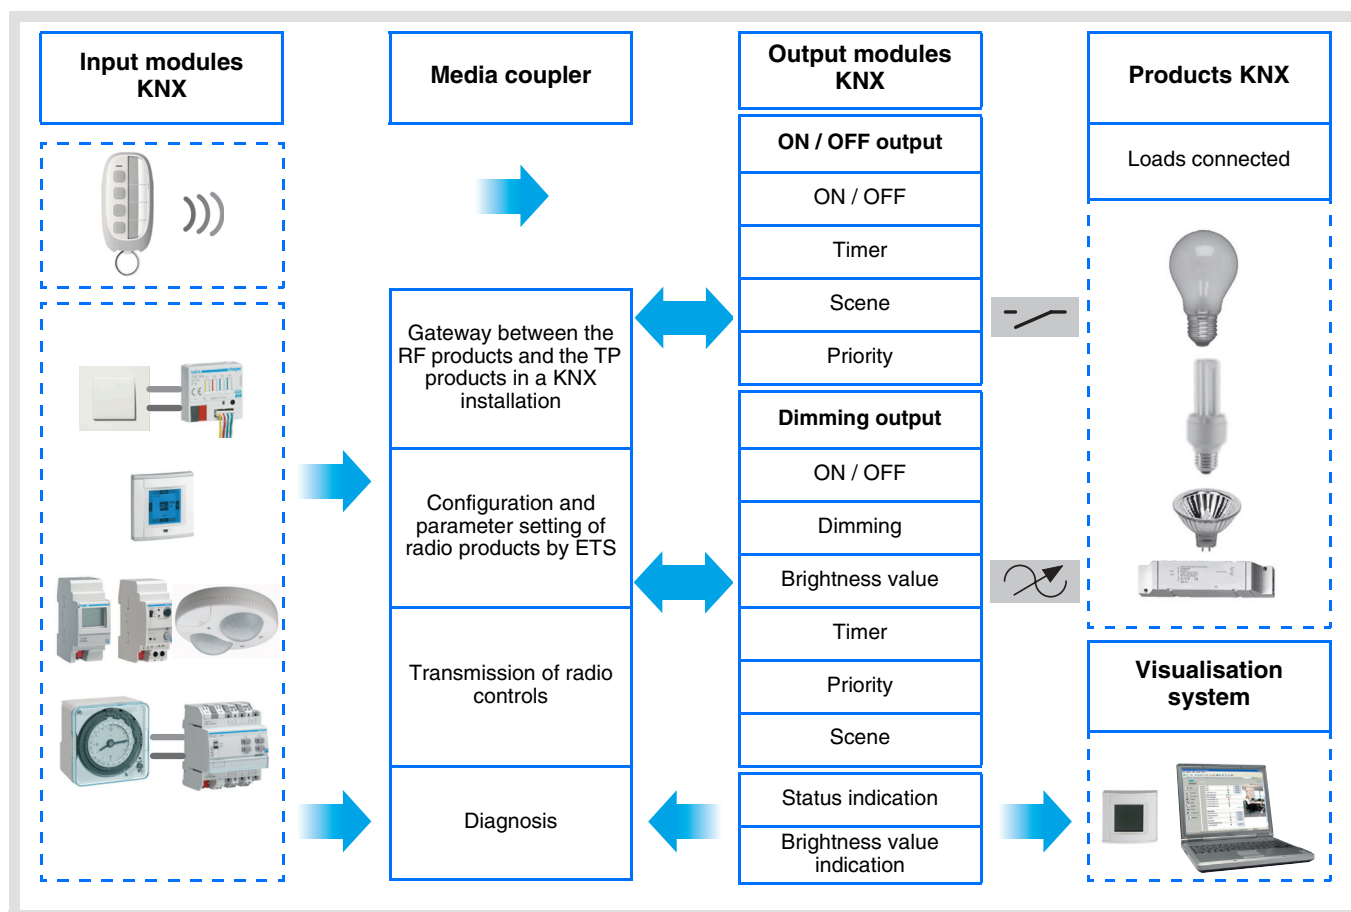 Input modules
KNX
Media coupler
Output modules
KNX
Products KNX
ON / OFF output
ON / OFF
Timer
Scene
Priority
Loads connected
Gateway between the
RF products and the TP
products in a KNX
installation
Configuration and
parameter setting of
radio products by ETS
Transmission of radio
controls
Diagnosis
Dimming output
ON / OFF
Dimming
Brightness value
Timer
Priority
Scene
Status indication
Brightness value
indication
Visualisation
system